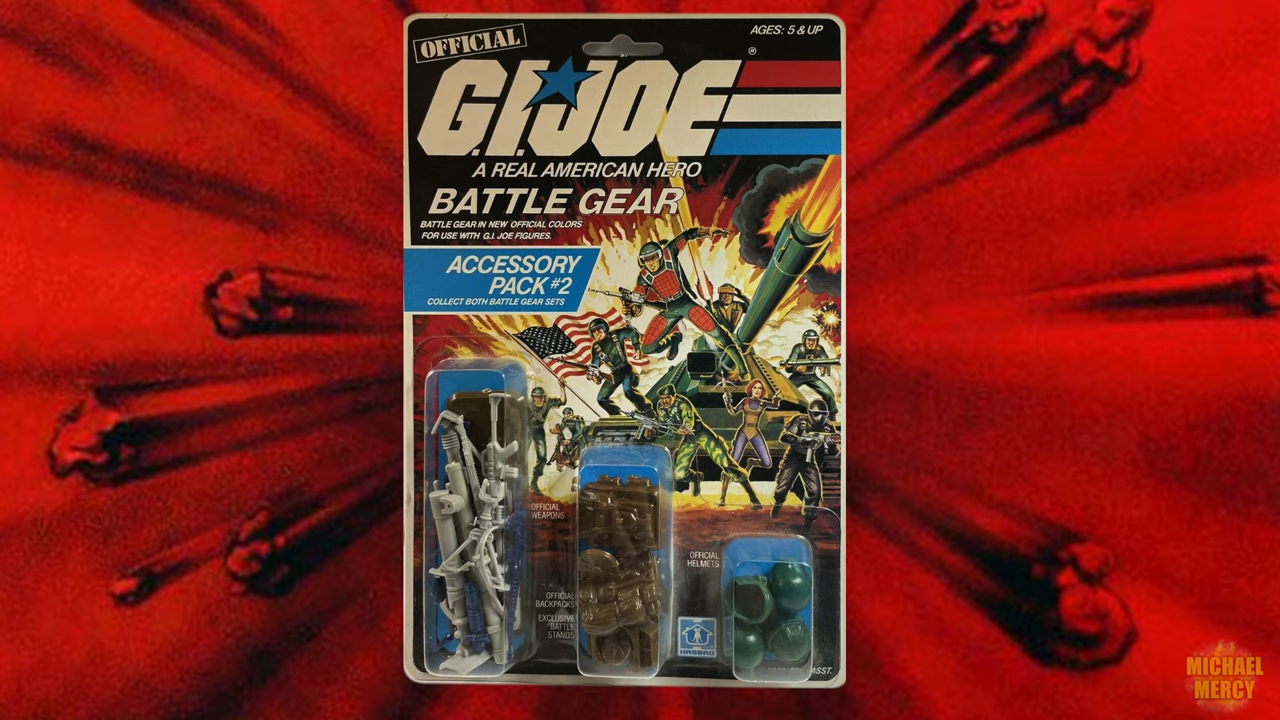 OFFICIAL
AGES: 5 & UP
G.I. JOE ®
A REAL AMERICAN HERO
BATTLE GEAR
BATTLE GEAR IN NEW OFFICIAL COLORS
FOR USE WITH G.I. JOE FIGURES.
ACCESSORY
PACK #2
COLLECT BOTH BATTLE GEAR SETS
OFFICIAL
WEAPONS
OFFICIAL
HELMETS
OFFICIAL
BACKPACKS
EXCLUSIVE
BATTLE
STANDS
HASBRO
ASST.
MICHAEL
MERCY